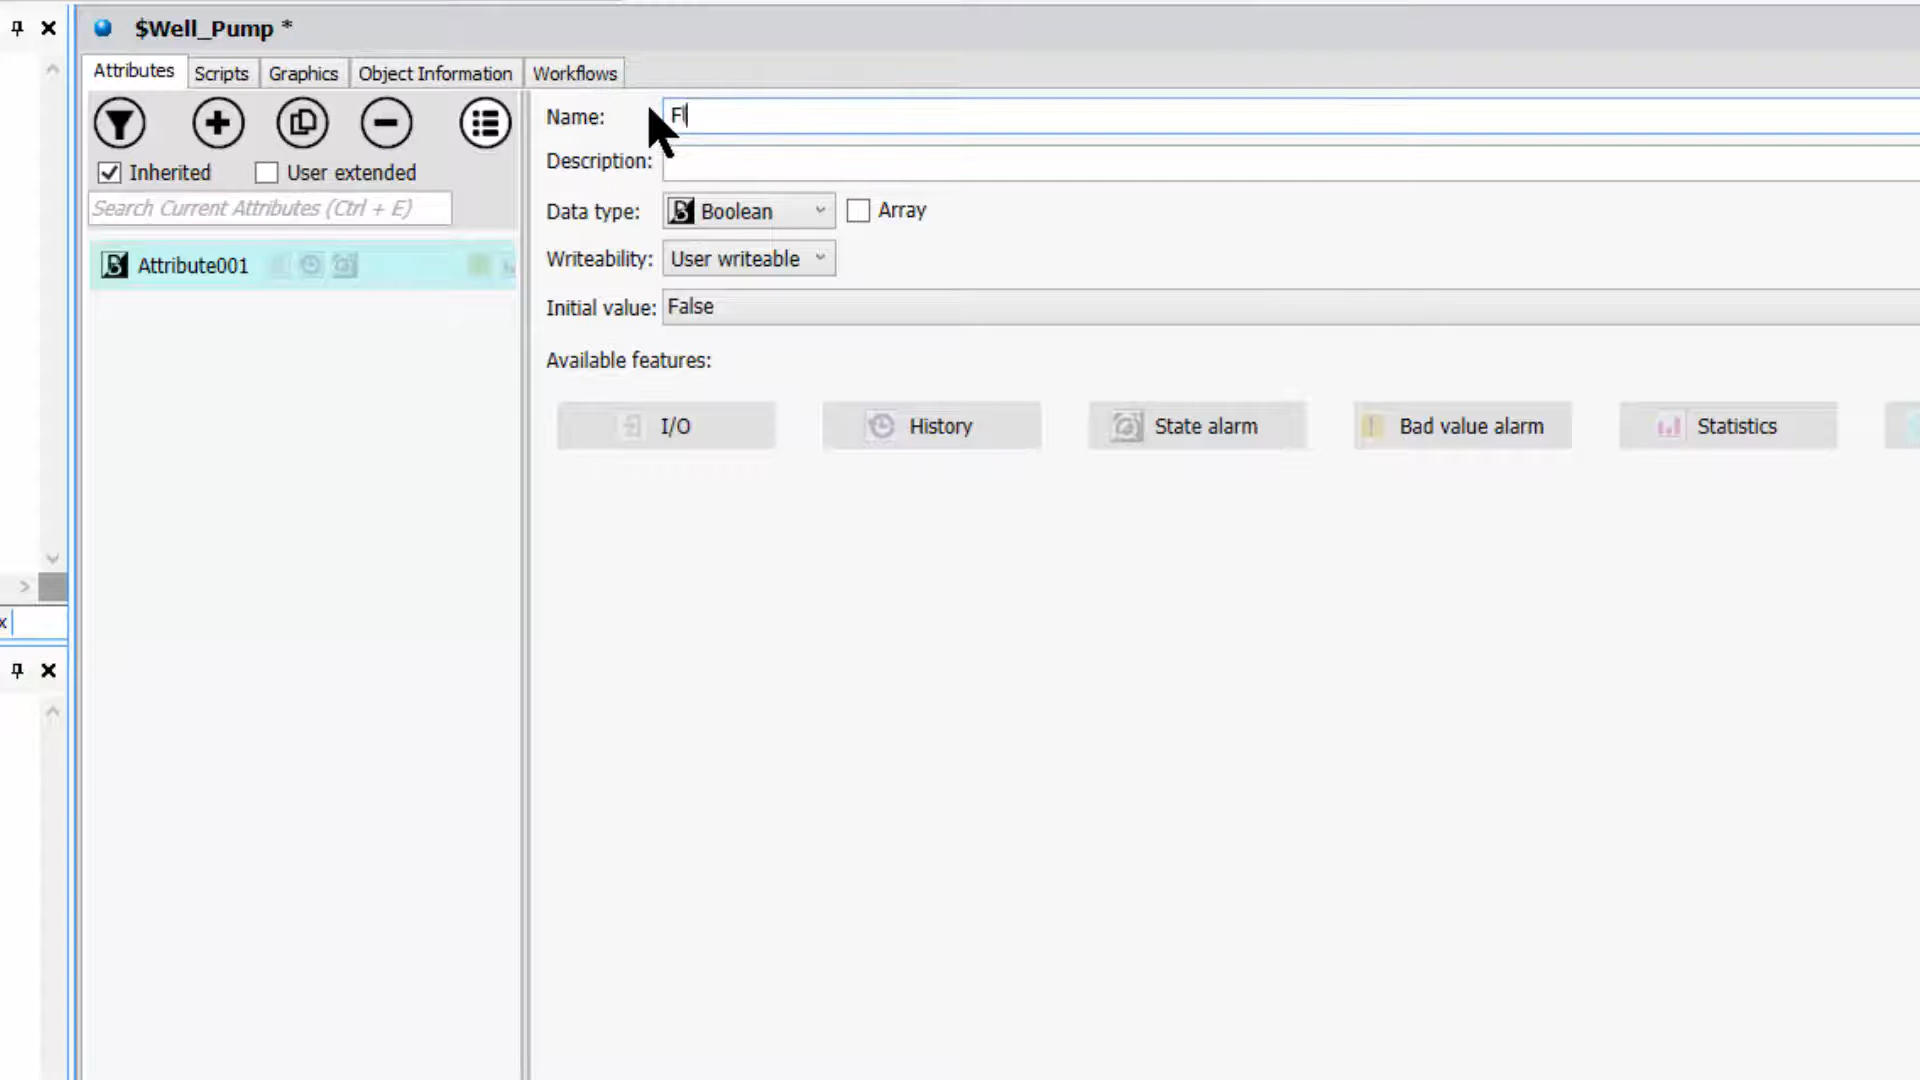 $Well_Pump *
Attributes Scripts Graphics Object Information Workflows
Name: Fl
Description:
Inherited User extended
Search Current Attributes (Ctrl + E)
Data type: Boolean Array
Writeability: User writeable
Attribute001
Initial value: False
Available features:
I/O History State alarm Bad value alarm Statistics
x